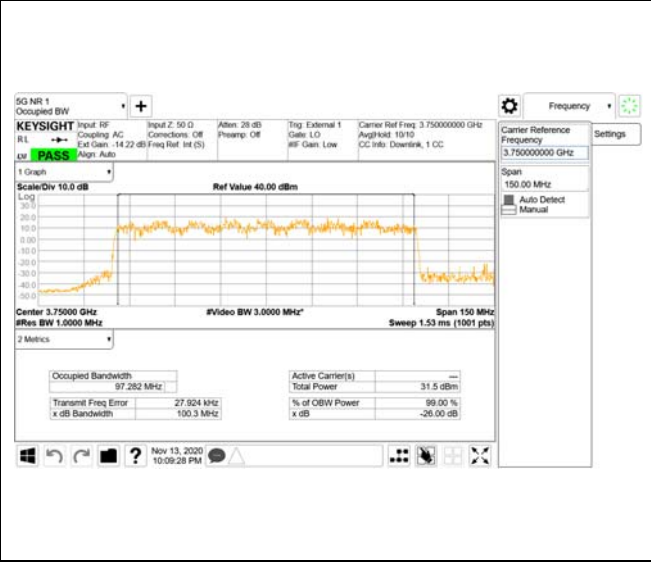 5G NR 1
Occupied BW
Frequency
KEYSIGHT Input: RF Input Z: 50 Ω Atten: 28 dB Trig: External 1 Carrier Ref Freq: 3.750000000 GHz
R L Coupling: AC Corrections: Off Preamp: Off Gate: LO Avg|Hold: 10/10
Ext Gain: -14.22 dB Freq Ref: Int (S) #IF Gain: Low CC Info: Downlink, 1 CC
PASS Align: Auto
Carrier Reference
Frequency
3.750000000 GHz
Settings
Span
150.00 MHz
Auto Detect
Manual
1 Graph
Scale/Div 10.0 dB Ref Value 40.00 dBm
Log
30.0
20.0
10.0
0.00
-10.0
-20.0
-30.0
-40.0
-50.0
Center 3.75000 GHz #Video BW 3.0000 MHz* Span 150 MHz
#Res BW 1.0000 MHz Sweep 1.53 ms (1001 pts)
2 Metrics
Occupied Bandwidth
97.282 MHz
Transmit Freq Error 27.924 kHz
x dB Bandwidth 100.3 MHz
Active Carrier(s) ---
Total Power 31.5 dBm
% of OBW Power 99.00 %
x dB -26.00 dB
? Nov 13, 2020
10:09:28 PM